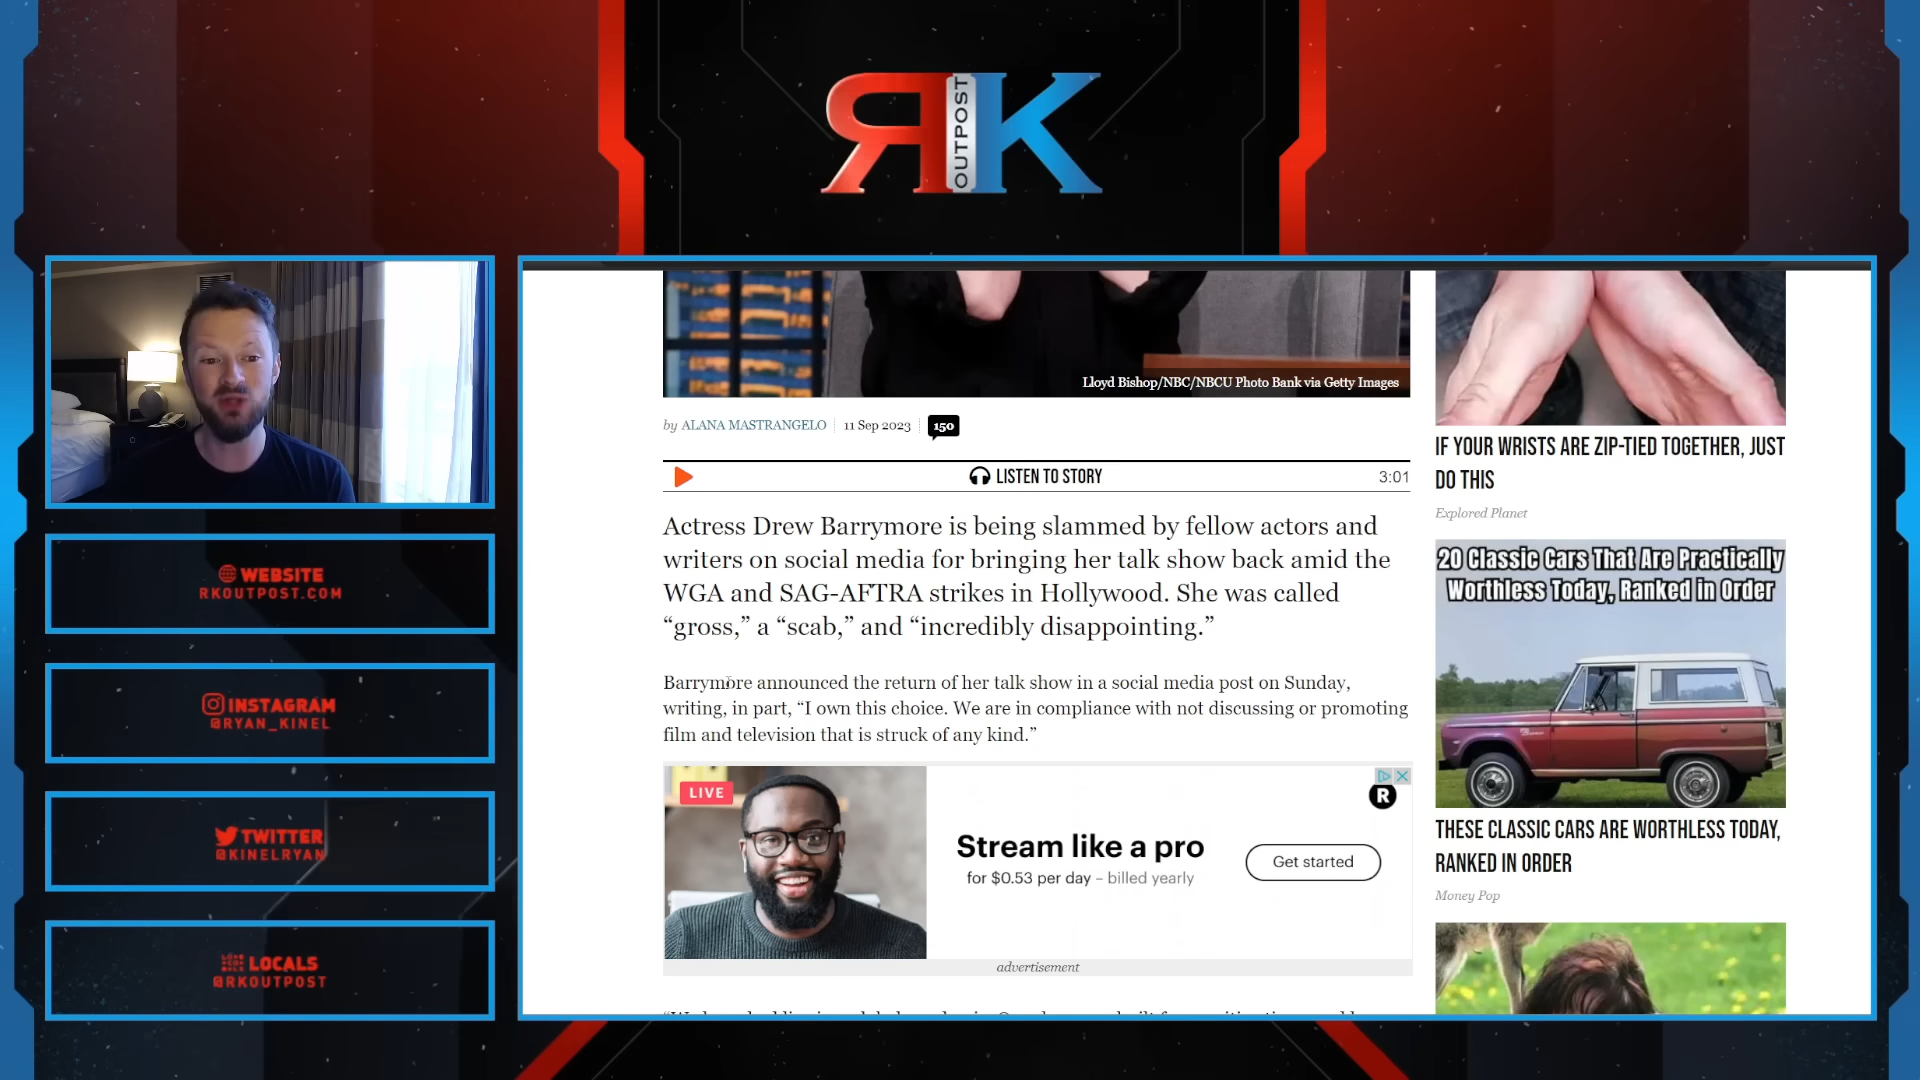 RK
OUTPOST
WEBSITE
RKOUTPOST.COM
INSTAGRAM
@RYAN_KINEL
TWITTER
@KINELRYAN
LOCALS
@RKOUTPOST
Lloyd Bishop/NBC/NBCU Photo Bank via Getty Images
by ALANA MASTRANGELO 11 Sep 2023 150
LISTEN TO STORY 3:01
Actress Drew Barrymore is being slammed by fellow actors and
writers on social media for bringing her talk show back amid the
WGA and SAG-AFTRA strikes in Hollywood. She was called
“gross,” a “scab,” and “incredibly disappointing.”
Barrymore announced the return of her talk show in a social media post on Sunday,
writing, in part, “I own this choice. We are in compliance with not discussing or promoting
film and television that is struck of any kind.”
LIVE
R
Stream like a pro
for $0.53 per day – billed yearly
Get started
advertisement
IF YOUR WRISTS ARE ZIP-TIED TOGETHER, JUST
DO THIS
Explored Planet
20 Classic Cars That Are Practically
Worthless Today, Ranked in Order
THESE CLASSIC CARS ARE WORTHLESS TODAY,
RANKED IN ORDER
Money Pop